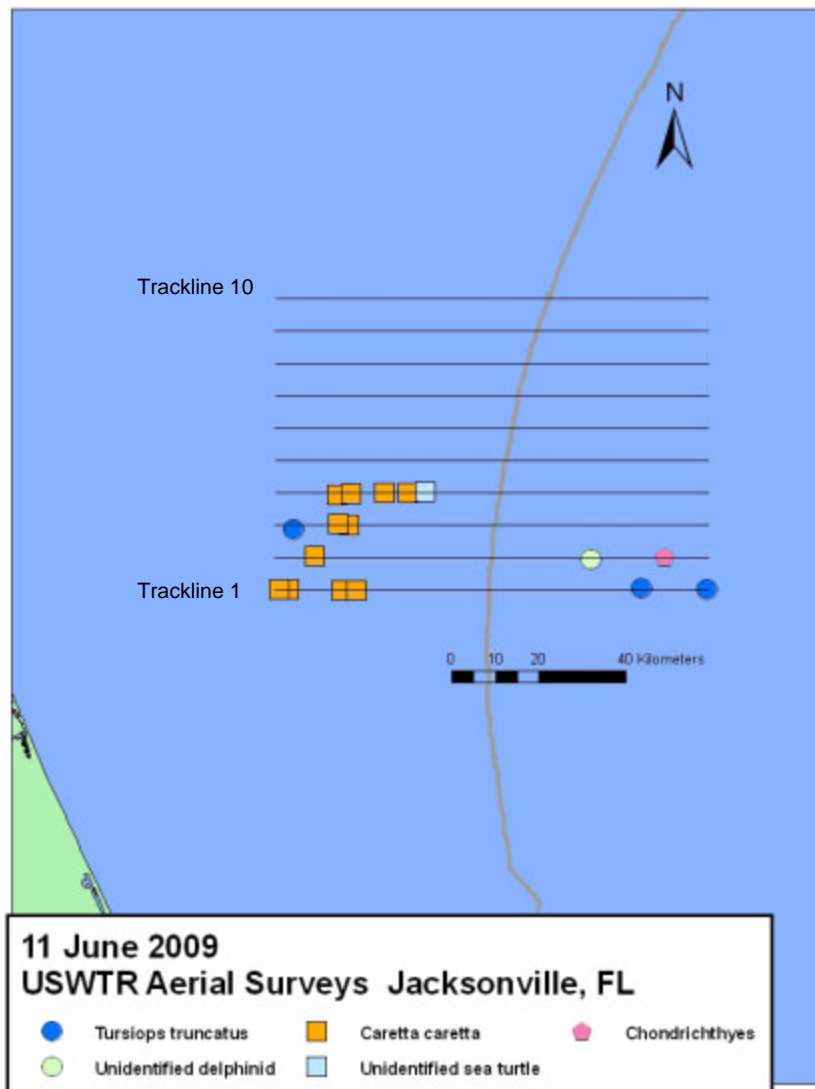 N
Trackline 10
Trackline 1
0 10 20 40 Kilometers
11 June 2009
USWTR Aerial Surveys Jacksonville, FL
Tursiops truncatus Caretta caretta Chondrichthyes
Unidentified delphinid Unidentified sea turtle